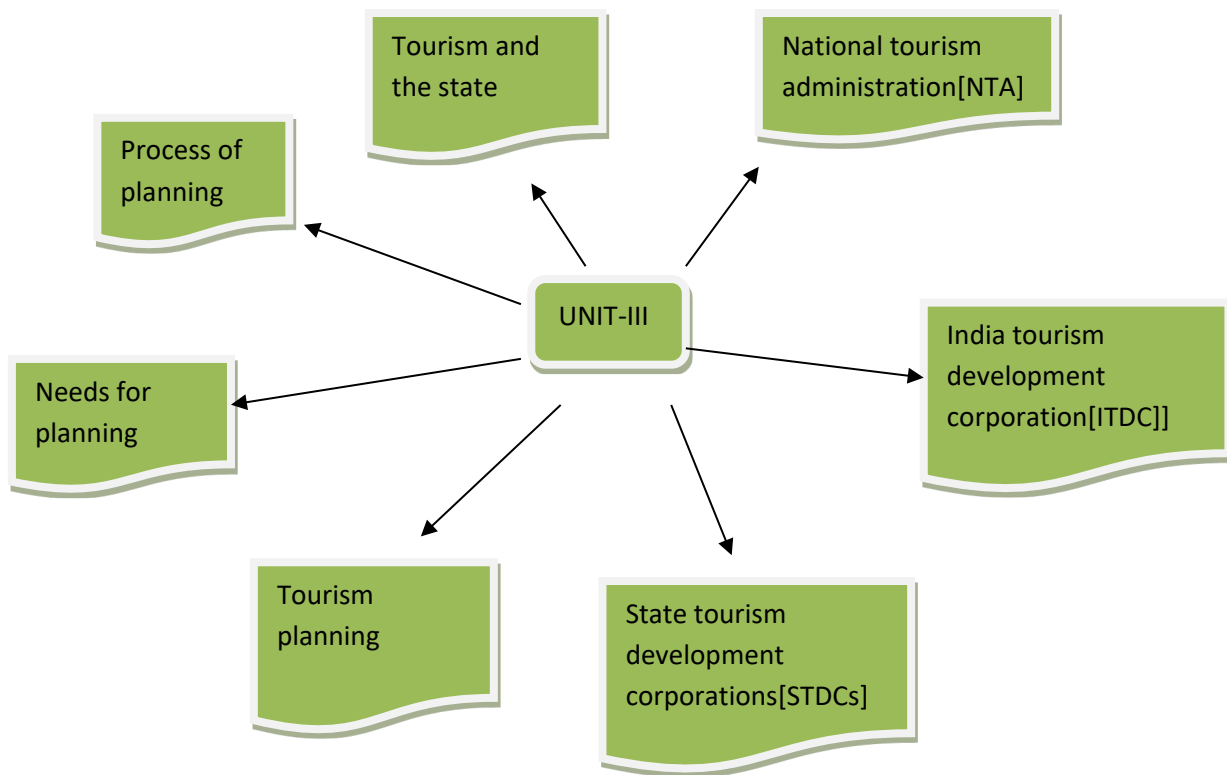 Tourism and
the state
National tourism
administration[NTA]
Process of
planning
UNIT-III
India tourism
development
corporation[ITDC]]
Needs for
planning
Tourism
planning
State tourism
development
corporations[STDCs]